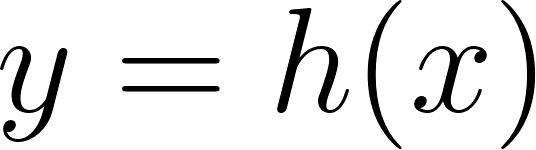 y = h(x)